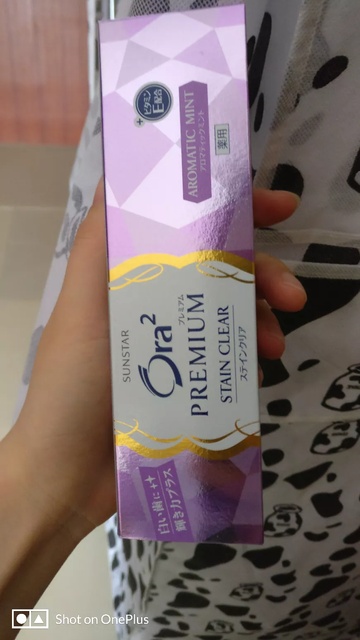 SUNSTAR
Ora²
プレミアム
PREMIUM
STAIN CLEAR
ステインクリア
白い歯に++
輝き力プラス
+
ビタミン
E配合
AROMATIC MINT
アロマティックミント
薬用
Shot on OnePlus